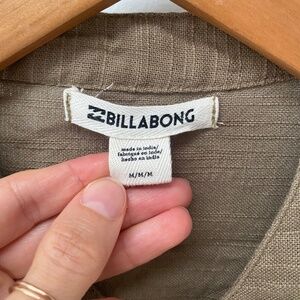 BILLABONG
made in india/
fabriqué en inde/
hecho en india
M/M/M